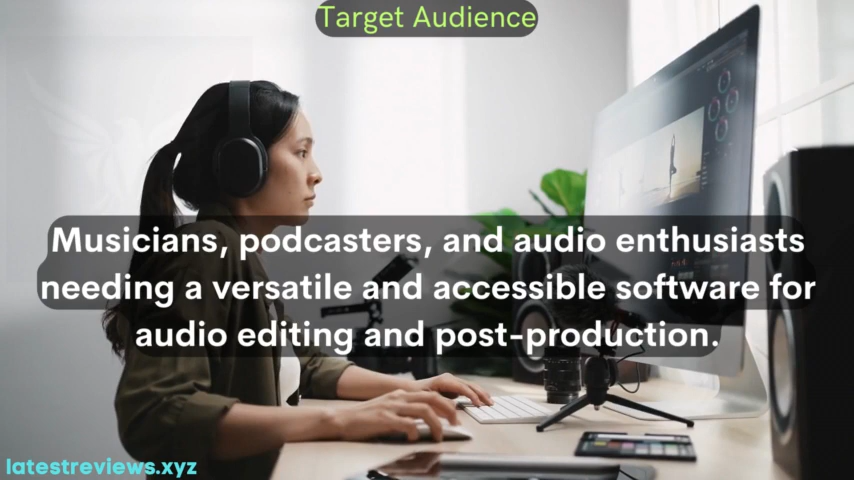 Target Audience
Musicians, podcasters, and audio enthusiasts
needing a versatile and accessible software for
audio editing and post-production.
latestreviews.xyz